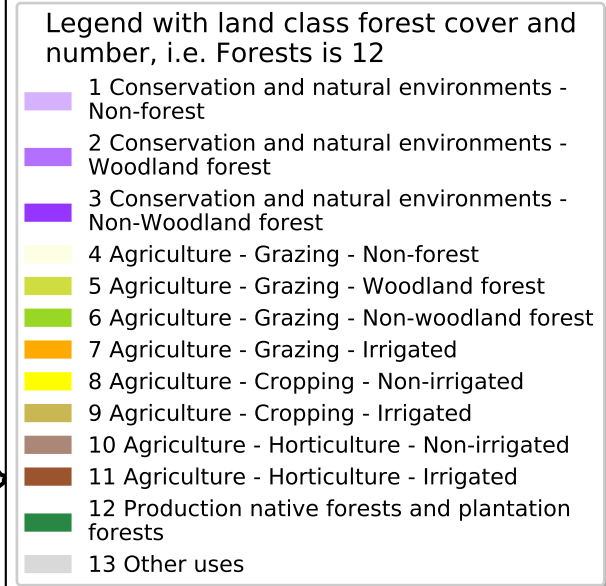 Legend with land class forest cover and
number, i.e. Forests is 12
1 Conservation and natural environments -
Non-forest
2 Conservation and natural environments -
Woodland forest
3 Conservation and natural environments -
Non-Woodland forest
4 Agriculture - Grazing - Non-forest
5 Agriculture - Grazing - Woodland forest
6 Agriculture - Grazing - Non-woodland forest
7 Agriculture - Grazing - Irrigated
8 Agriculture - Cropping - Non-irrigated
9 Agriculture - Cropping - Irrigated
10 Agriculture - Horticulture - Non-irrigated
11 Agriculture - Horticulture - Irrigated
12 Production native forests and plantation
forests
13 Other uses